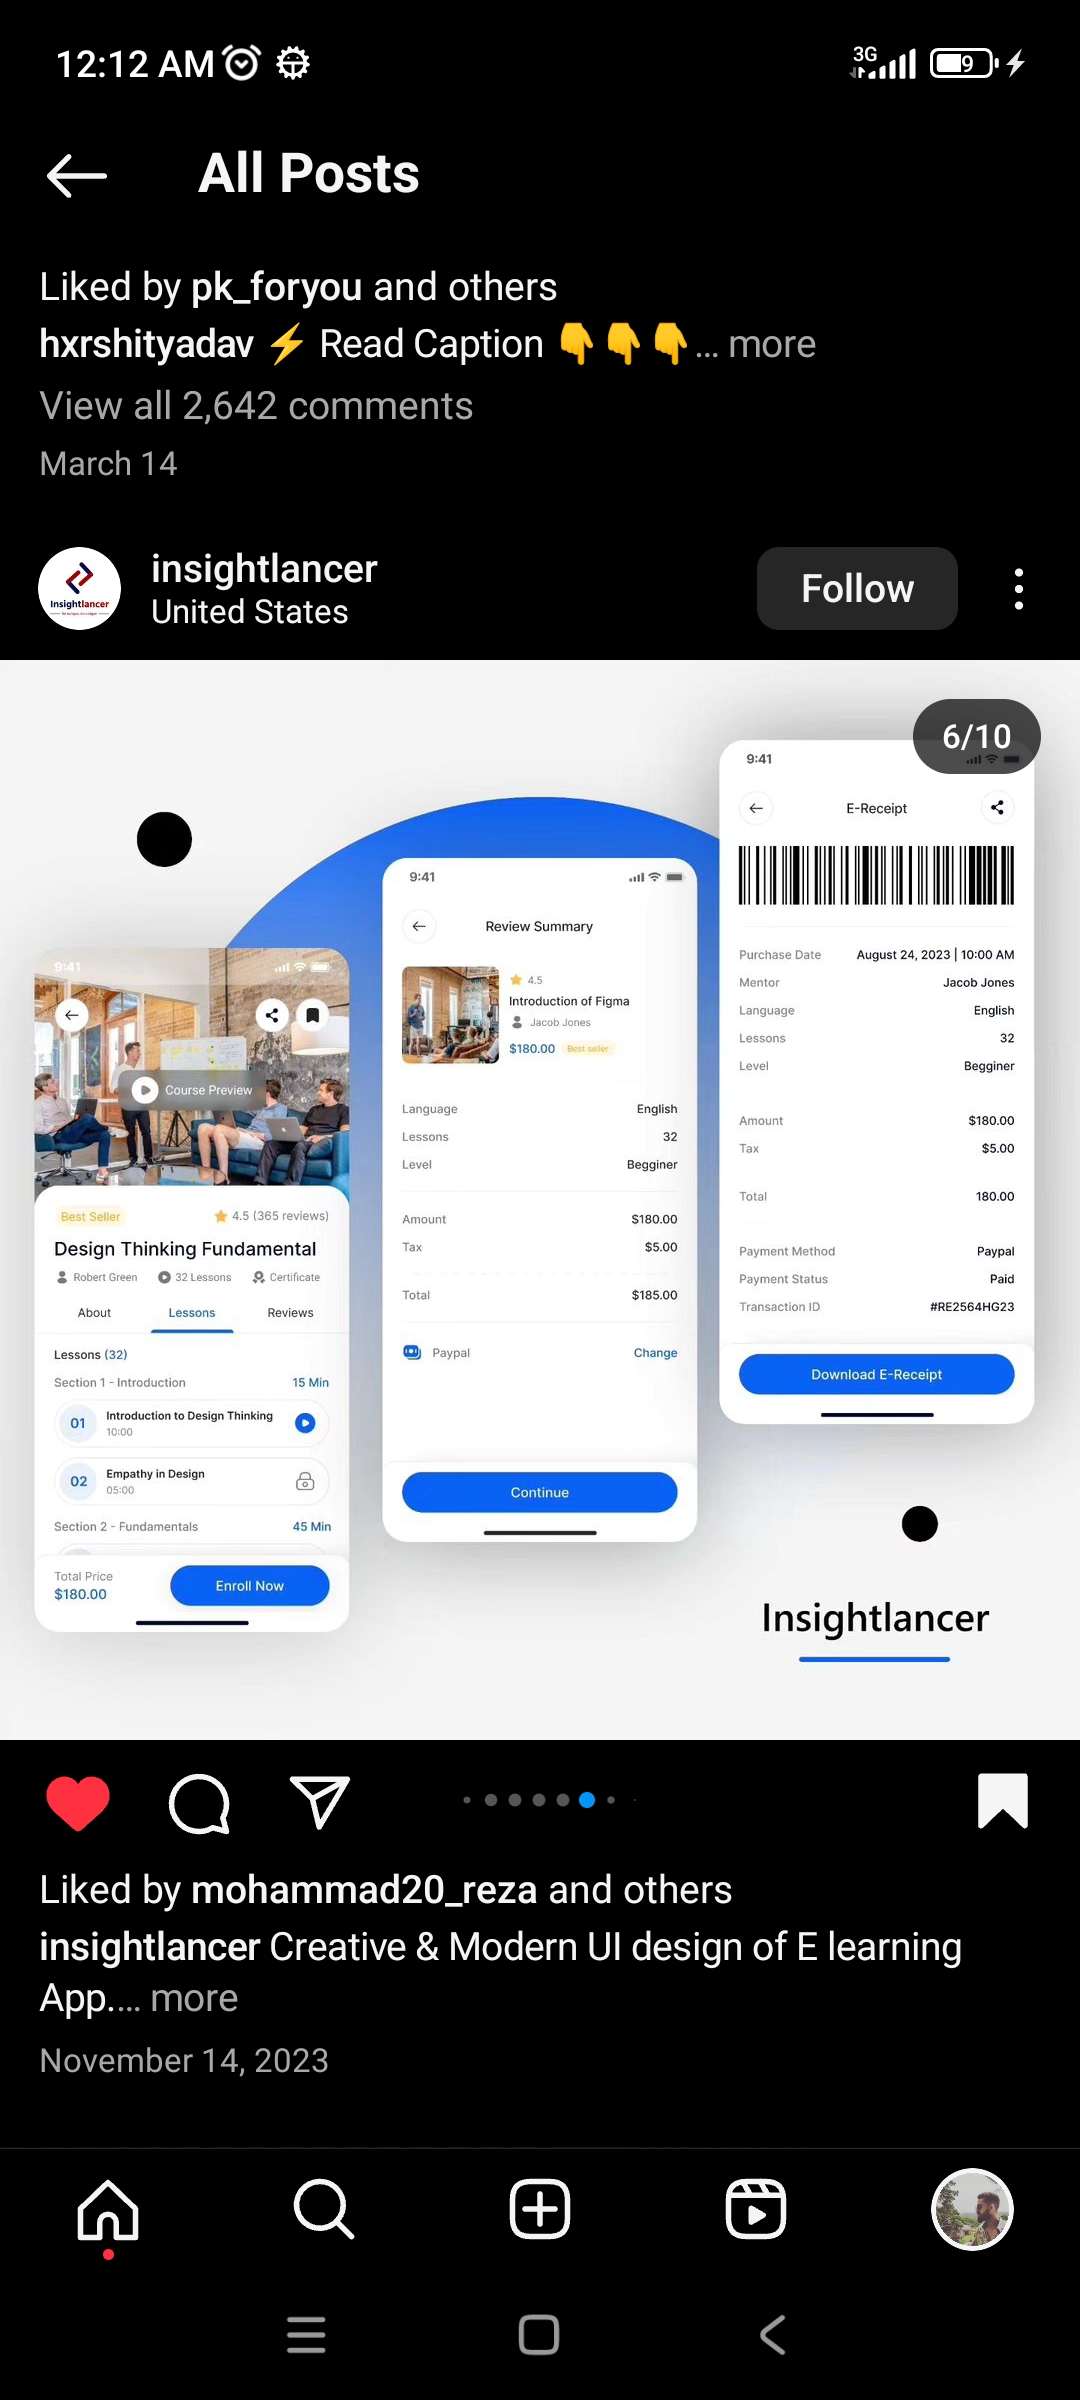 12:12 AM
3G
9
All Posts
Liked by pk_foryou and others
hxrshityadav ⚡ Read Caption 👇👇👇... more
View all 2,642 comments
March 14
Insightlancer
insightlancer
United States
Follow
6/10
9:41
Course Preview
Best Seller
4.5 (365 reviews)
Design Thinking Fundamental
Robert Green
32 Lessons
Certificate
About
Lessons
Reviews
Lessons (32)
Section 1 - Introduction
15 Min
01
Introduction to Design Thinking
10:00
02
Empathy in Design
05:00
Section 2 - Fundamentals
45 Min
Total Price
$180.00
Enroll Now
9:41
Review Summary
4.5
Introduction of Figma
Jacob Jones
$180.00
Best seller
Language English
Lessons 32
Level Begginer
Amount $180.00
Tax $5.00
Total $185.00
Paypal Change
Continue
9:41
E-Receipt
Purchase Date August 24, 2023 | 10:00 AM
Mentor Jacob Jones
Language English
Lessons 32
Level Begginer
Amount $180.00
Tax $5.00
Total 180.00
Payment Method Paypal
Payment Status Paid
Transaction ID #RE2564HG23
Download E-Receipt
Insightlancer
Liked by mohammad20_reza and others
insightlancer Creative & Modern UI design of E learning
App.... more
November 14, 2023